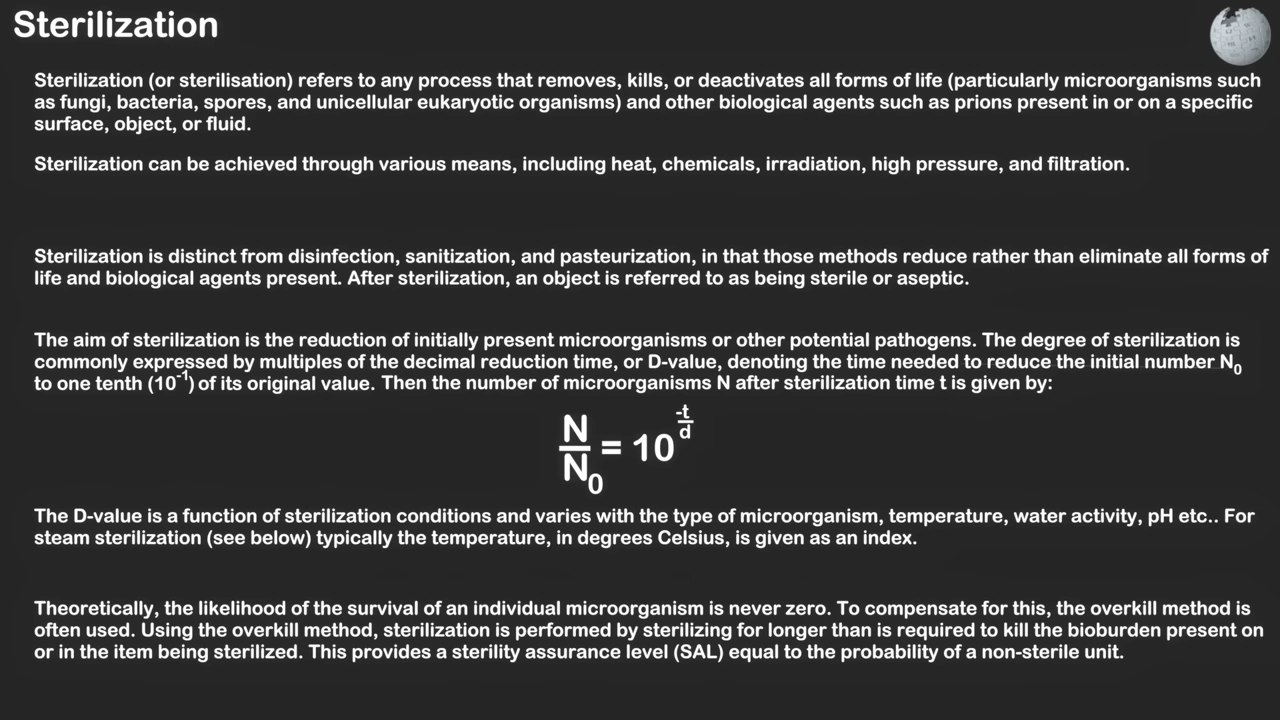 Sterilization
Sterilization (or sterilisation) refers to any process that removes, kills, or deactivates all forms of life (particularly microorganisms such
as fungi, bacteria, spores, and unicellular eukaryotic organisms) and other biological agents such as prions present in or on a specific
surface, object, or fluid.
Sterilization can be achieved through various means, including heat, chemicals, irradiation, high pressure, and filtration.
Sterilization is distinct from disinfection, sanitization, and pasteurization, in that those methods reduce rather than eliminate all forms of
life and biological agents present. After sterilization, an object is referred to as being sterile or aseptic.
The aim of sterilization is the reduction of initially present microorganisms or other potential pathogens. The degree of sterilization is
commonly expressed by multiples of the decimal reduction time, or D-value, denoting the time needed to reduce the initial number N₀
to one tenth (10⁻¹) of its original value. Then the number of microorganisms N after sterilization time t is given by:
N/N₀ = 10^(-t/d)
The D-value is a function of sterilization conditions and varies with the type of microorganism, temperature, water activity, pH etc.. For
steam sterilization (see below) typically the temperature, in degrees Celsius, is given as an index.
Theoretically, the likelihood of the survival of an individual microorganism is never zero. To compensate for this, the overkill method is
often used. Using the overkill method, sterilization is performed by sterilizing for longer than is required to kill the bioburden present on
or in the item being sterilized. This provides a sterility assurance level (SAL) equal to the probability of a non-sterile unit.